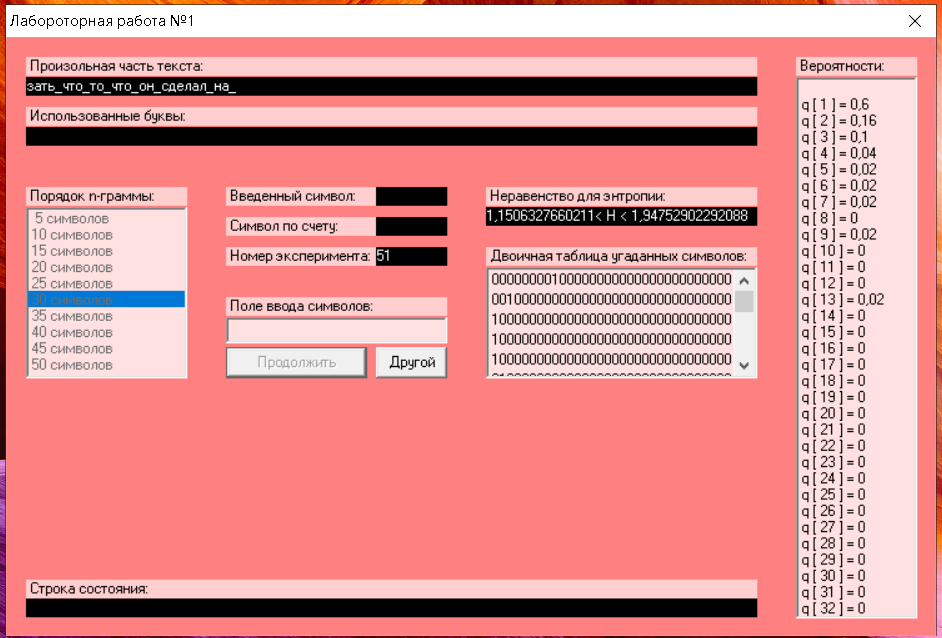 Лабороторная работа №1
Произольная часть текста:
зать_что_то_что_он_сделал_на_
Использованные буквы:
Порядок n-граммы:
5 символов
10 символов
15 символов
20 символов
25 символов
30 символов
35 символов
40 символов
45 символов
50 символов
Введенный символ:
Символ по счету:
Номер эксперимента: 51
Поле ввода символов:
Продолжить
Другой
Неравенство для энтропии:
1,1506327660211< H < 1,94752902292088
Двоичная таблица угаданных символов:
00000000100000000000000000000000
00100000000000000000000000000000
10000000000000000000000000000000
10000000000000000000000000000000
10000000000000000000000000000000
Вероятности:
q [ 1 ] = 0,6
q [ 2 ] = 0,16
q [ 3 ] = 0,1
q [ 4 ] = 0,04
q [ 5 ] = 0,02
q [ 6 ] = 0,02
q [ 7 ] = 0,02
q [ 8 ] = 0
q [ 9 ] = 0,02
q [ 10 ] = 0
q [ 11 ] = 0
q [ 12 ] = 0
q [ 13 ] = 0,02
q [ 14 ] = 0
q [ 15 ] = 0
q [ 16 ] = 0
q [ 17 ] = 0
q [ 18 ] = 0
q [ 19 ] = 0
q [ 20 ] = 0
q [ 21 ] = 0
q [ 22 ] = 0
q [ 23 ] = 0
q [ 24 ] = 0
q [ 25 ] = 0
q [ 26 ] = 0
q [ 27 ] = 0
q [ 28 ] = 0
q [ 29 ] = 0
q [ 30 ] = 0
q [ 31 ] = 0
q [ 32 ] = 0
Строка состояния: